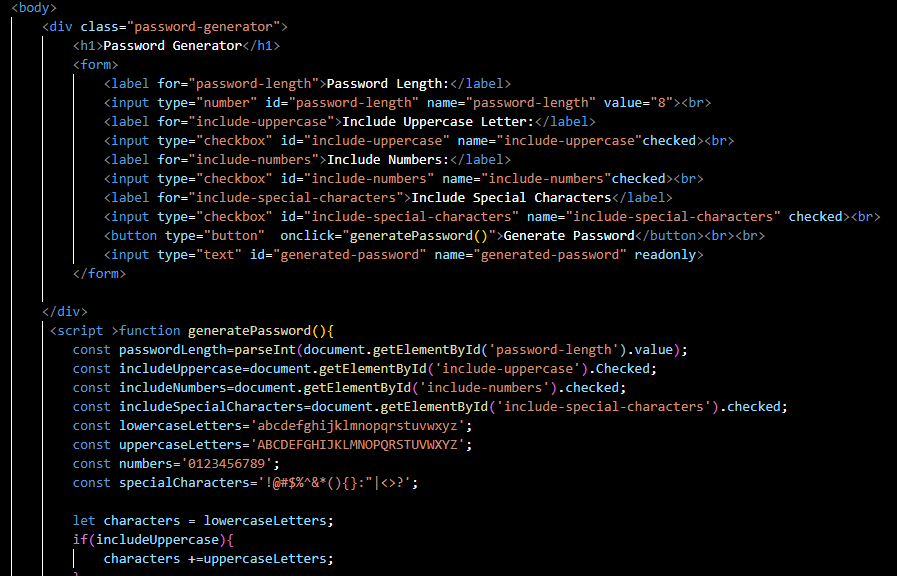 <body>
<div class="password-generator">
<h1>Password Generator</h1>
<form>
<label for="password-length">Password Length:</label>
<input type="number" id="password-length" name="password-length" value="8"><br>
<label for="include-uppercase">Include Uppercase Letter:</label>
<input type="checkbox" id="include-uppercase" name="include-uppercase"checked><br>
<label for="include-numbers">Include Numbers:</label>
<input type="checkbox" id="include-numbers" name="include-numbers"checked><br>
<label for="include-special-characters">Include Special Characters</label>
<input type="checkbox" id="include-special-characters" name="include-special-characters" checked><br>
<button type="button"  onclick="generatePassword()">Generate Password</button><br><br>
<input type="text" id="generated-password" name="generated-password" readonly>
</form>
</div>
<script >function generatePassword(){
const passwordLength=parseInt(document.getElementById('password-length').value);
const includeUppercase=document.getElementById('include-uppercase').Checked;
const includeNumbers=document.getElementById('include-numbers').checked;
const includeSpecialCharacters=document.getElementById('include-special-characters').checked;
const lowercaseLetters='abcdefghijklmnopqrstuvwxyz';
const uppercaseLetters='ABCDEFGHIJKLMNOPQRSTUVWXYZ';
const numbers='0123456789';
const specialCharacters='!@#$%^&*(){}:"|<>?';
let characters = lowercaseLetters;
if(includeUppercase){
characters +=uppercaseLetters;
}